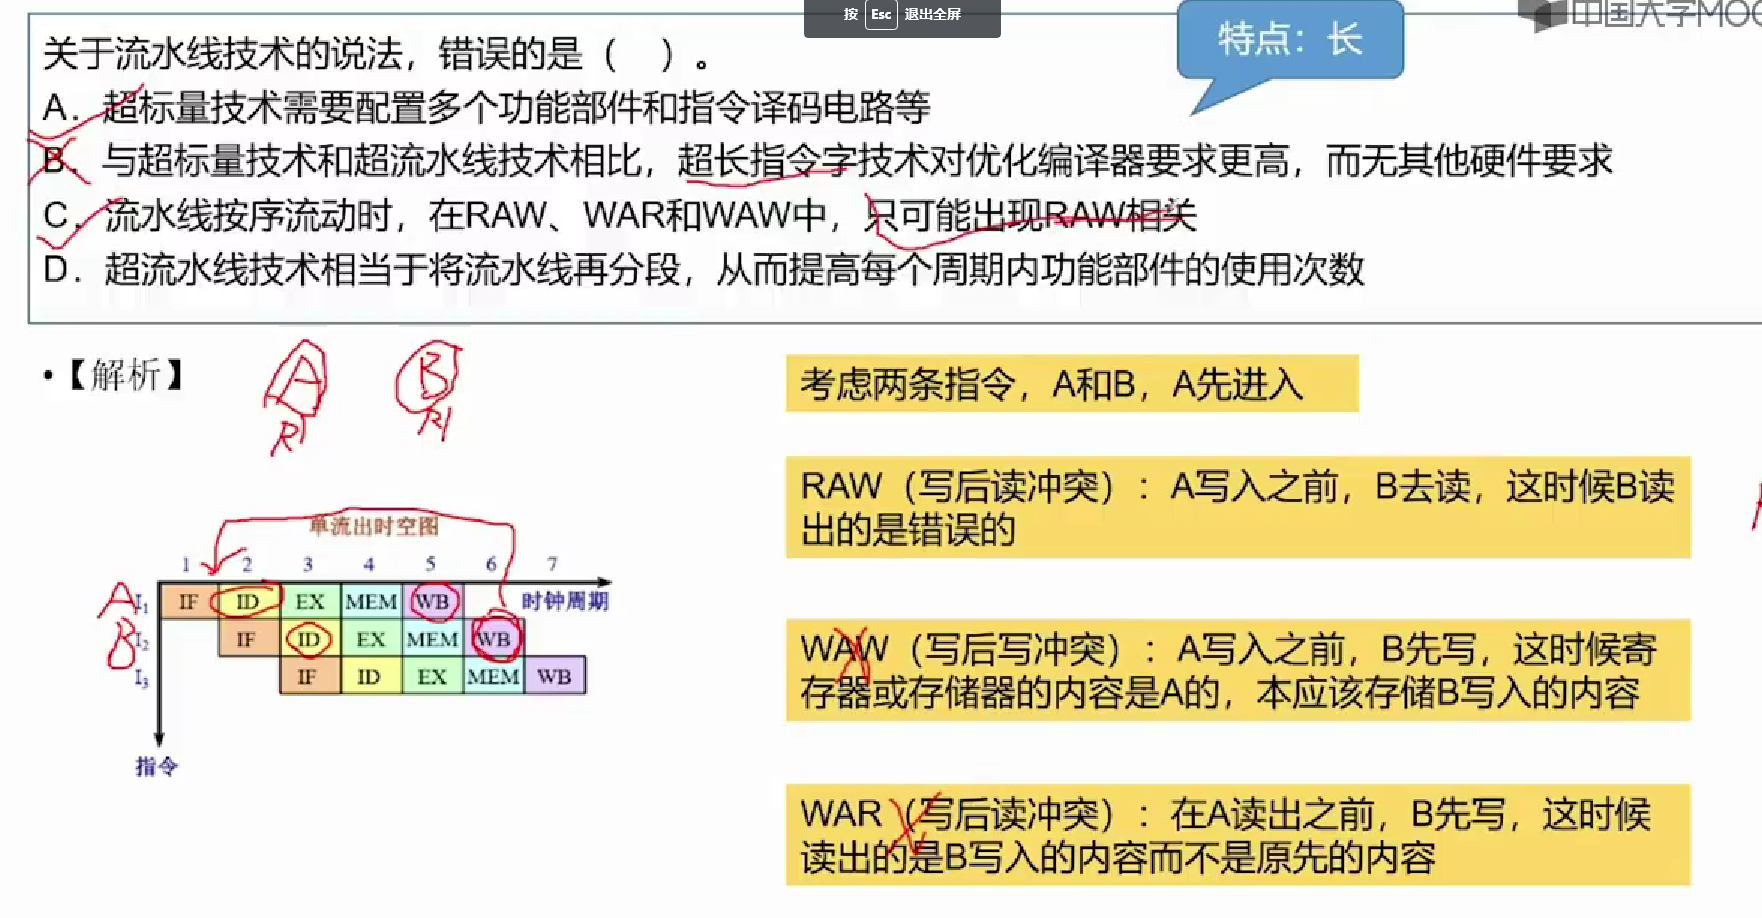 按 Esc 退出全屏
中国大学MOO
特点：长
关于流水线技术的说法，错误的是（ ）。
A. 超标量技术需要配置多个功能部件和指令译码电路等
B. 与超标量技术和超流水线技术相比，超长指令字技术对优化编译器要求更高，而无其他硬件要求
C. 流水线按序流动时，在RAW、WAR和WAW中，只可能出现RAW相关
D. 超流水线技术相当于将流水线再分段，从而提高每个周期内功能部件的使用次数
•【解析】
A B
R1 R1
考虑两条指令，A和B，A先进入
RAW（写后读冲突）：A写入之前，B去读，这时候B读
出的是错误的
WAW（写后写冲突）：A写入之前，B先写，这时候寄
存器或存储器的内容是A的，本应该存储B写入的内容
WAR（写后读冲突）：在A读出之前，B先写，这时候
读出的是B写入的内容而不是原先的内容
单流出时空图
1 2 3 4 5 6 7
A I1 IF ID EX MEM WB 时钟周期
B I2 IF ID EX MEM WB
I3 IF ID EX MEM WB
指令